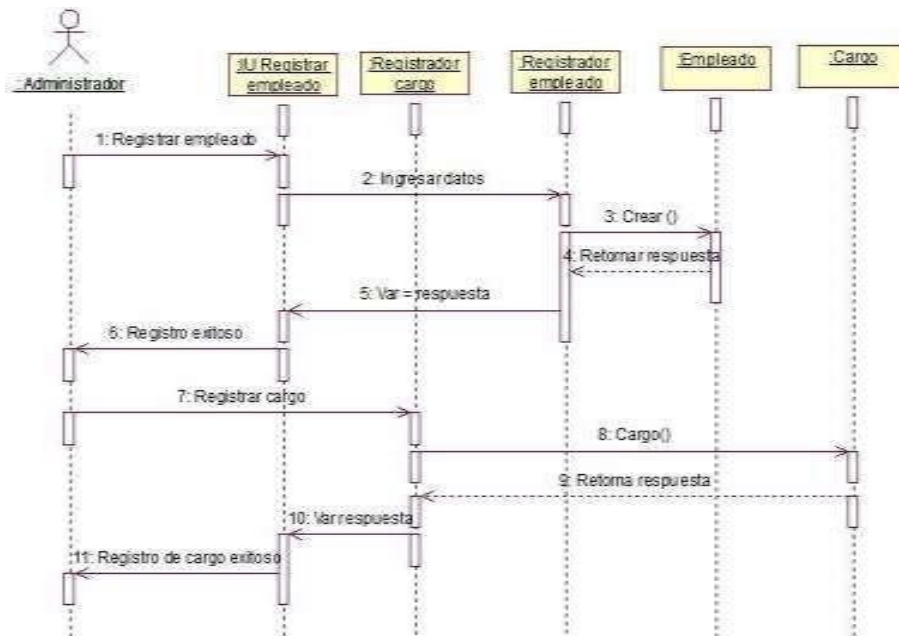 :Administrador
:IU Registrar
empleado
:Registrador
cargo
:Registrador
empleado
:Empleado
:Cargo
1: Registrar empleado
2: Ingresar datos
3: Crear ()
4: Retornar respuesta
5: Var = respuesta
6: Registro exitoso
7: Registrar cargo
8: Cargo()
9: Retorna respuesta
10: Var respuesta
11: Registro de cargo exitoso